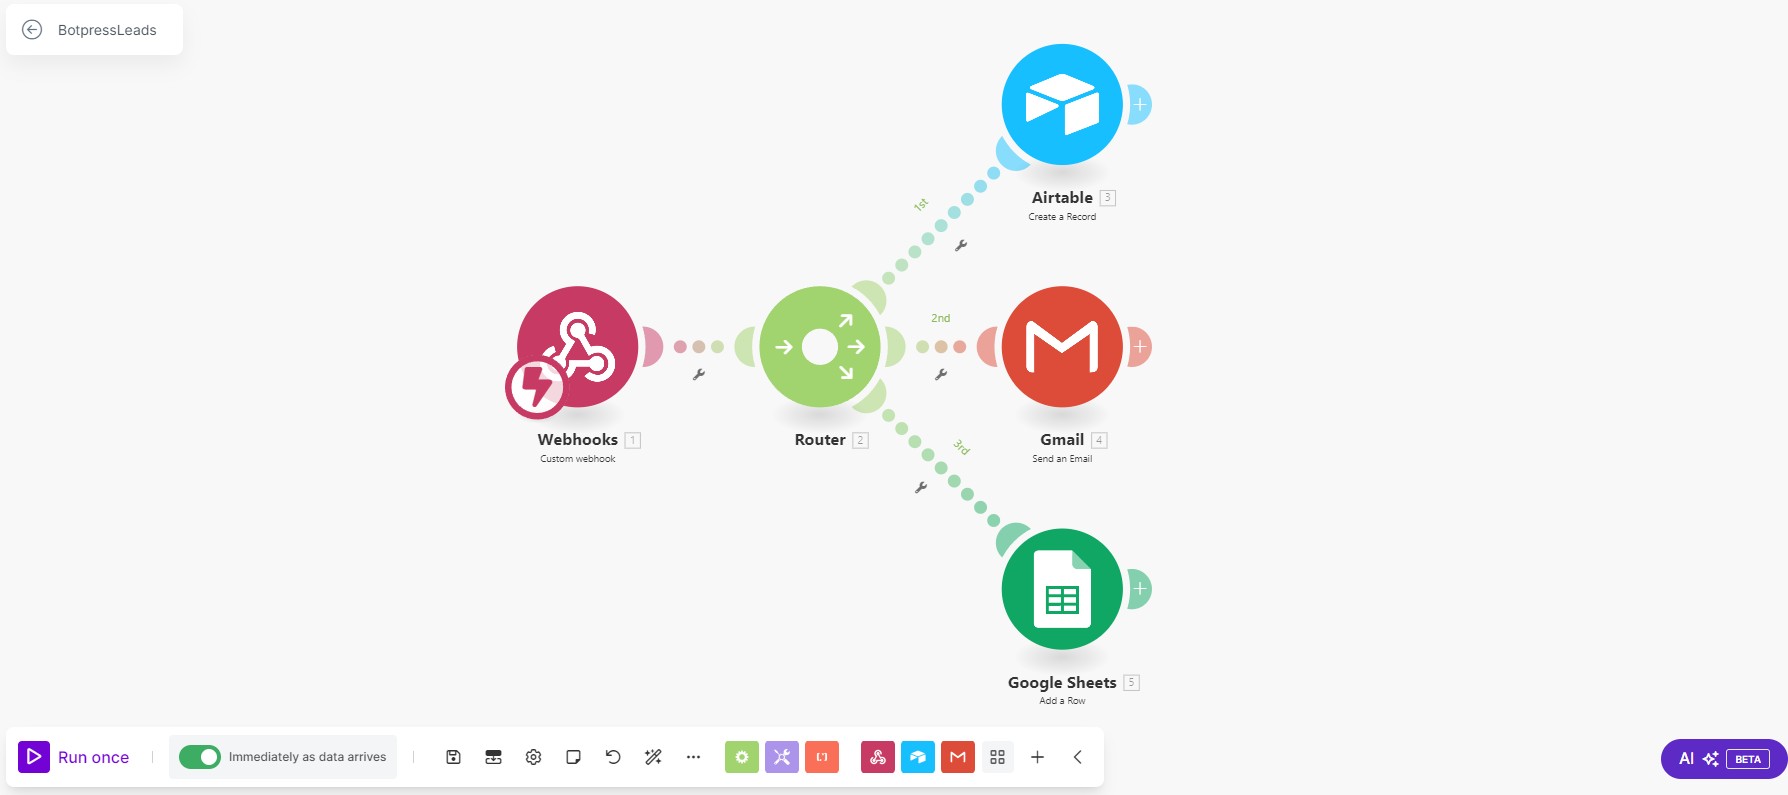 BotpressLeads
Airtable 3
Create a Record
1st
2nd
Webhooks 1
Custom webhook
Router 2
Gmail 4
Send an Email
3rd
Google Sheets 5
Add a Row
Run once
Immediately as data arrives
AI BETA